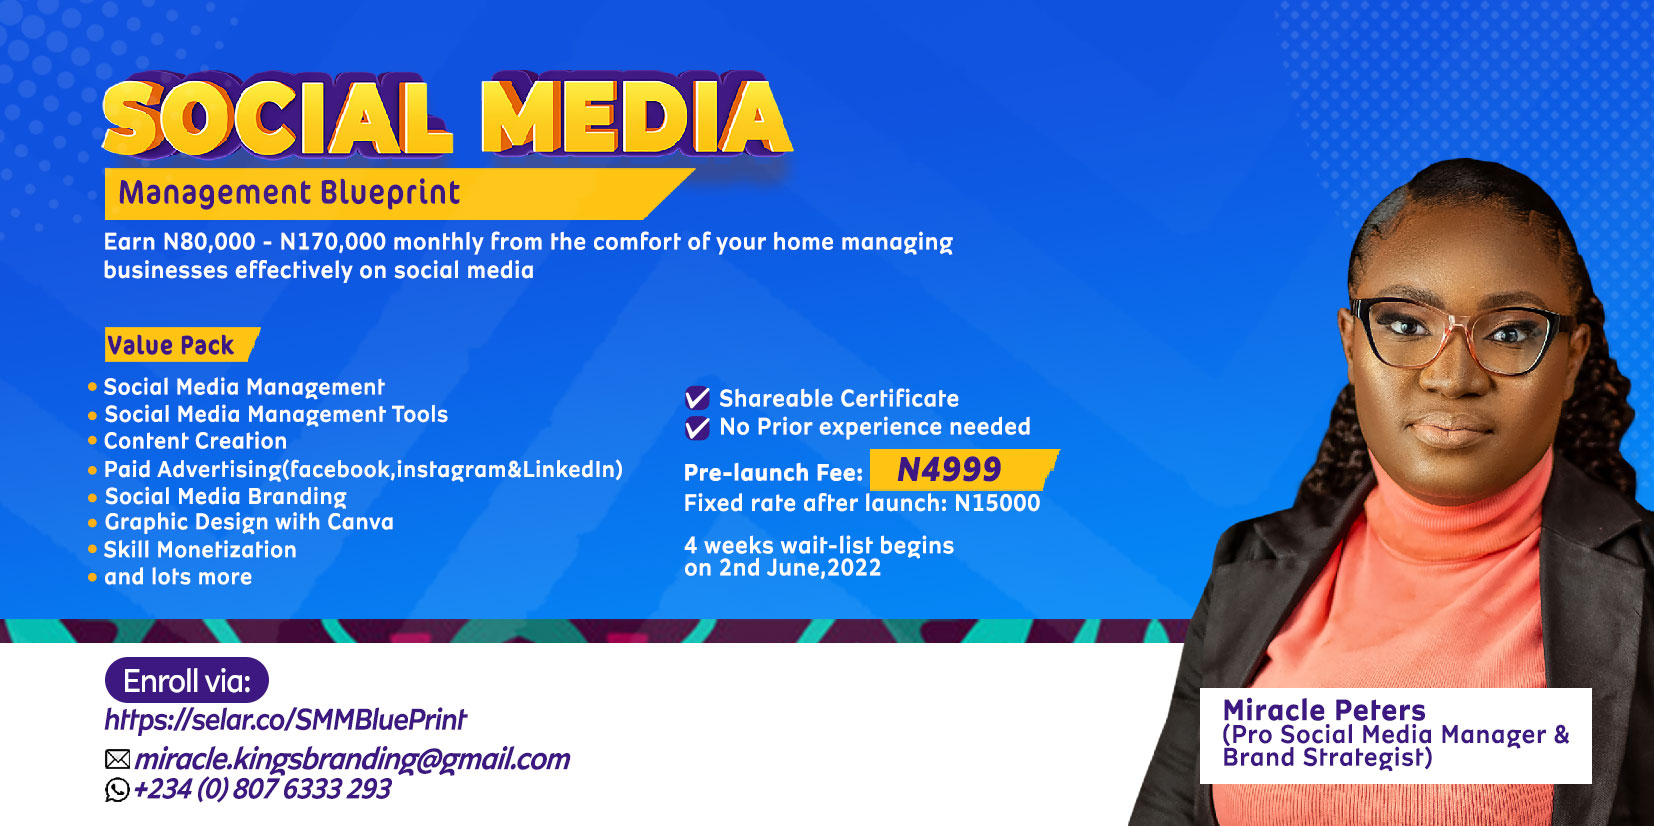 SOCIAL MEDIA
Management Blueprint
Earn N80,000 - N170,000 monthly from the comfort of your home managing
businesses effectively on social media
Value Pack
• Social Media Management
• Social Media Management Tools
• Content Creation
• Paid Advertising(facebook,instagram&LinkedIn)
• Social Media Branding
• Graphic Design with Canva
• Skill Monetization
• and lots more
Shareable Certificate
No Prior experience needed
Pre-launch Fee: N4999
Fixed rate after launch: N15000
4 weeks wait-list begins
on 2nd June,2022
Enroll via:
https://selar.co/SMMBluePrint
miracle.kingsbranding@gmail.com
+234 (0) 807 6333 293
Miracle Peters
(Pro Social Media Manager &
Brand Strategist)